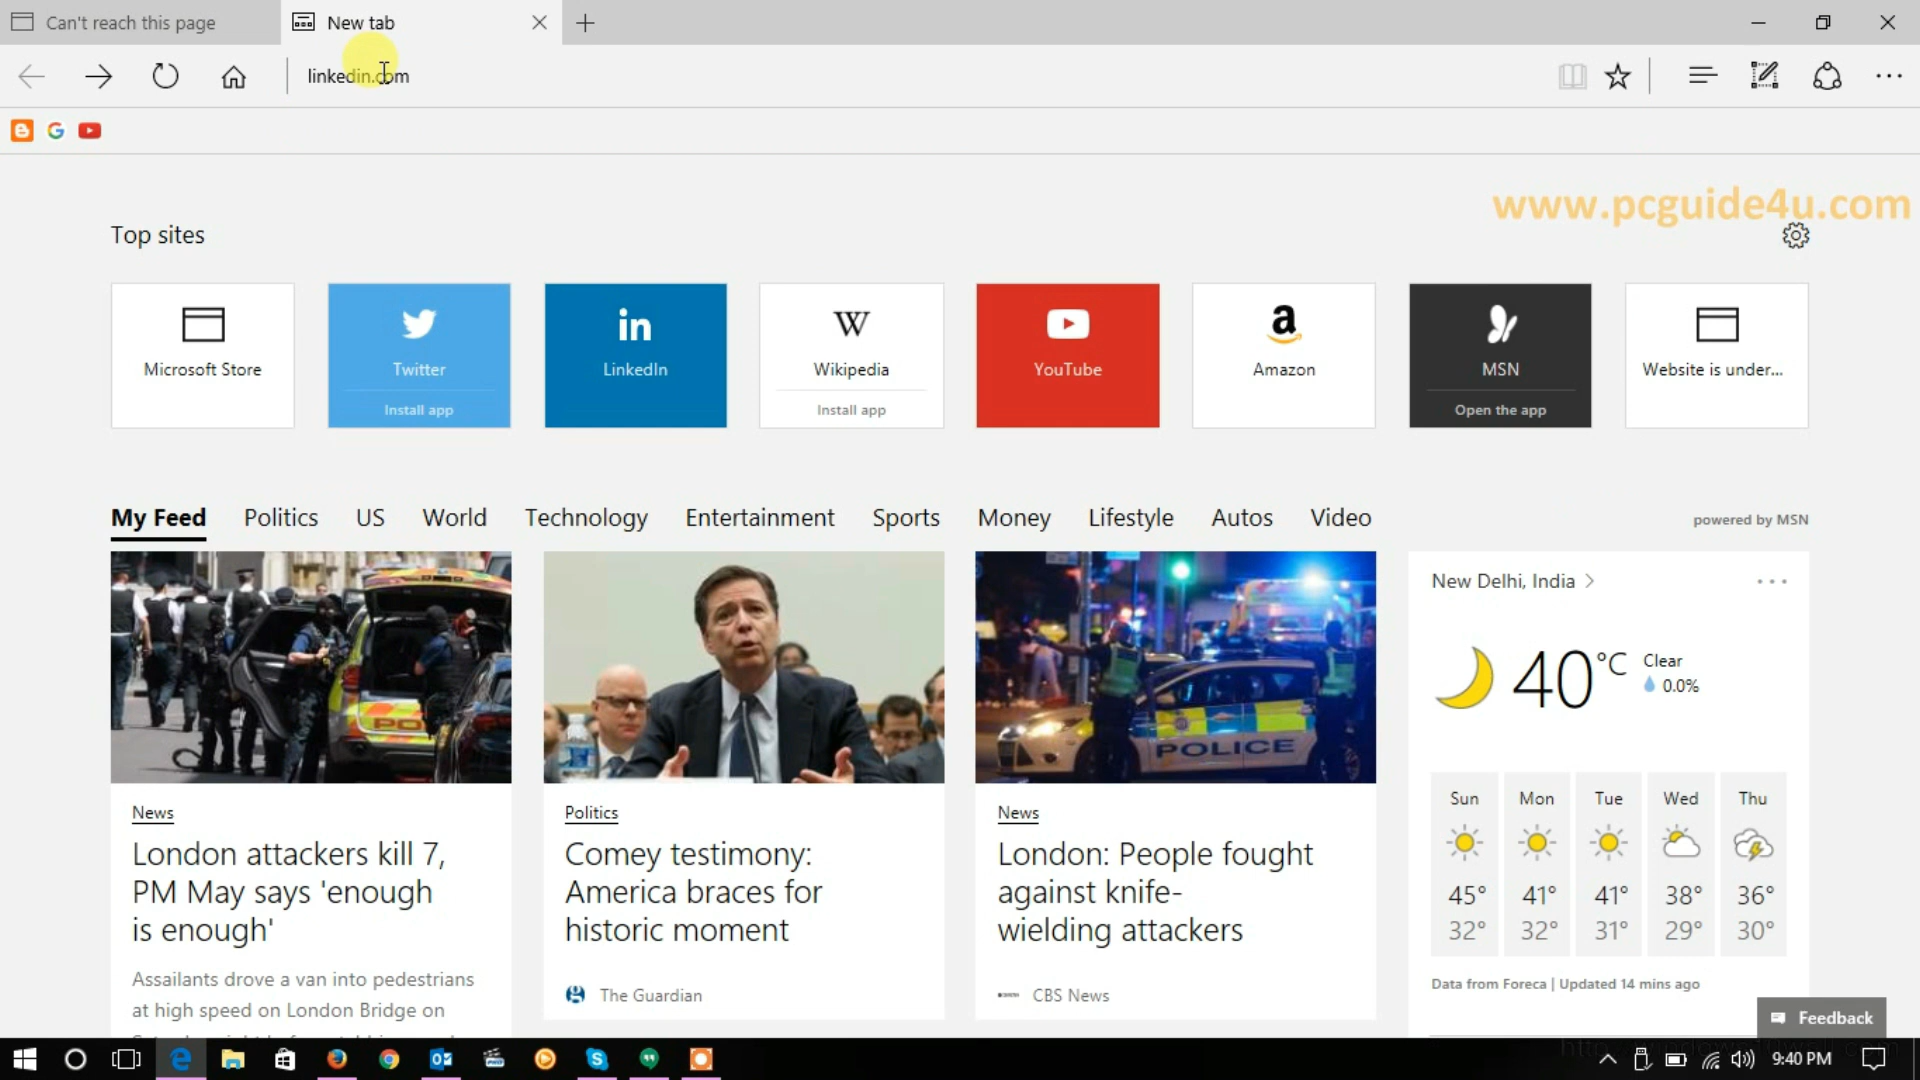 Can't reach this page
New tab
linkedin.com
www.pcguide4u.com
Top sites
Microsoft Store
Twitter
Install app
in
LinkedIn
W
Wikipedia
Install app
YouTube
a
Amazon
MSN
Open the app
Website is under...
My Feed Politics US World Technology Entertainment Sports Money Lifestyle Autos Video
powered by MSN
POLICE
News
London attackers kill 7,
PM May says 'enough
is enough'
Assailants drove a van into pedestrians
at high speed on London Bridge on
Politics
Comey testimony:
America braces for
historic moment
The Guardian
News
London: People fought
against knife-
wielding attackers
CBS News
New Delhi, India
40°C
Clear
0.0%
Sun Mon Tue Wed Thu
45° 41° 41° 38° 36°
32° 32° 31° 29° 30°
Data from Foreca | Updated 14 mins ago
Feedback
9:40 PM